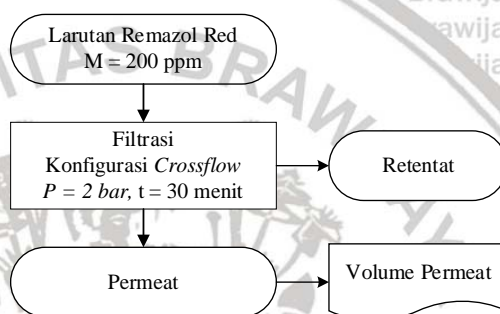 Larutan Remazol Red
M = 200 ppm
Filtrasi
Konfigurasi Crossflow
P = 2 bar, t = 30 menit
Retentat
Permeat
Volume Permeat